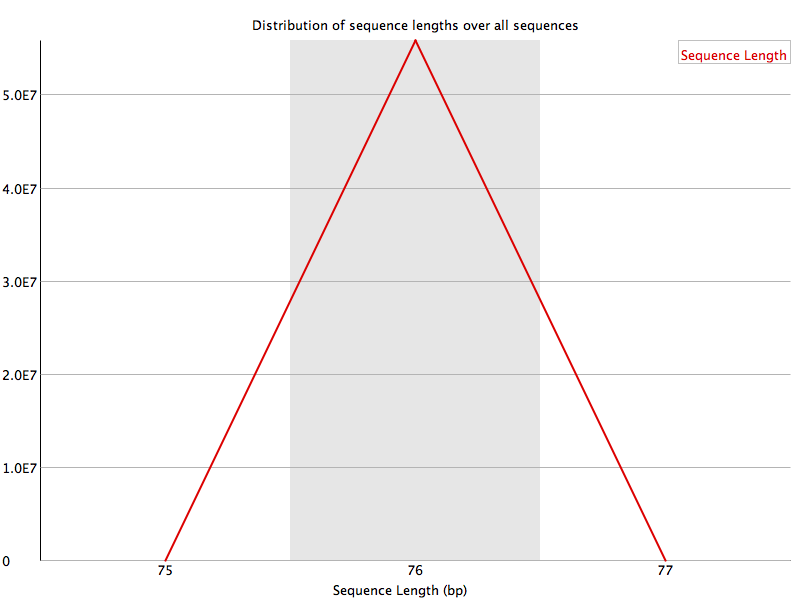 Distribution of sequence lengths over all sequences
Sequence Length
5.0E7
4.0E7
3.0E7
2.0E7
1.0E7
0
75 76 77
Sequence Length (bp)